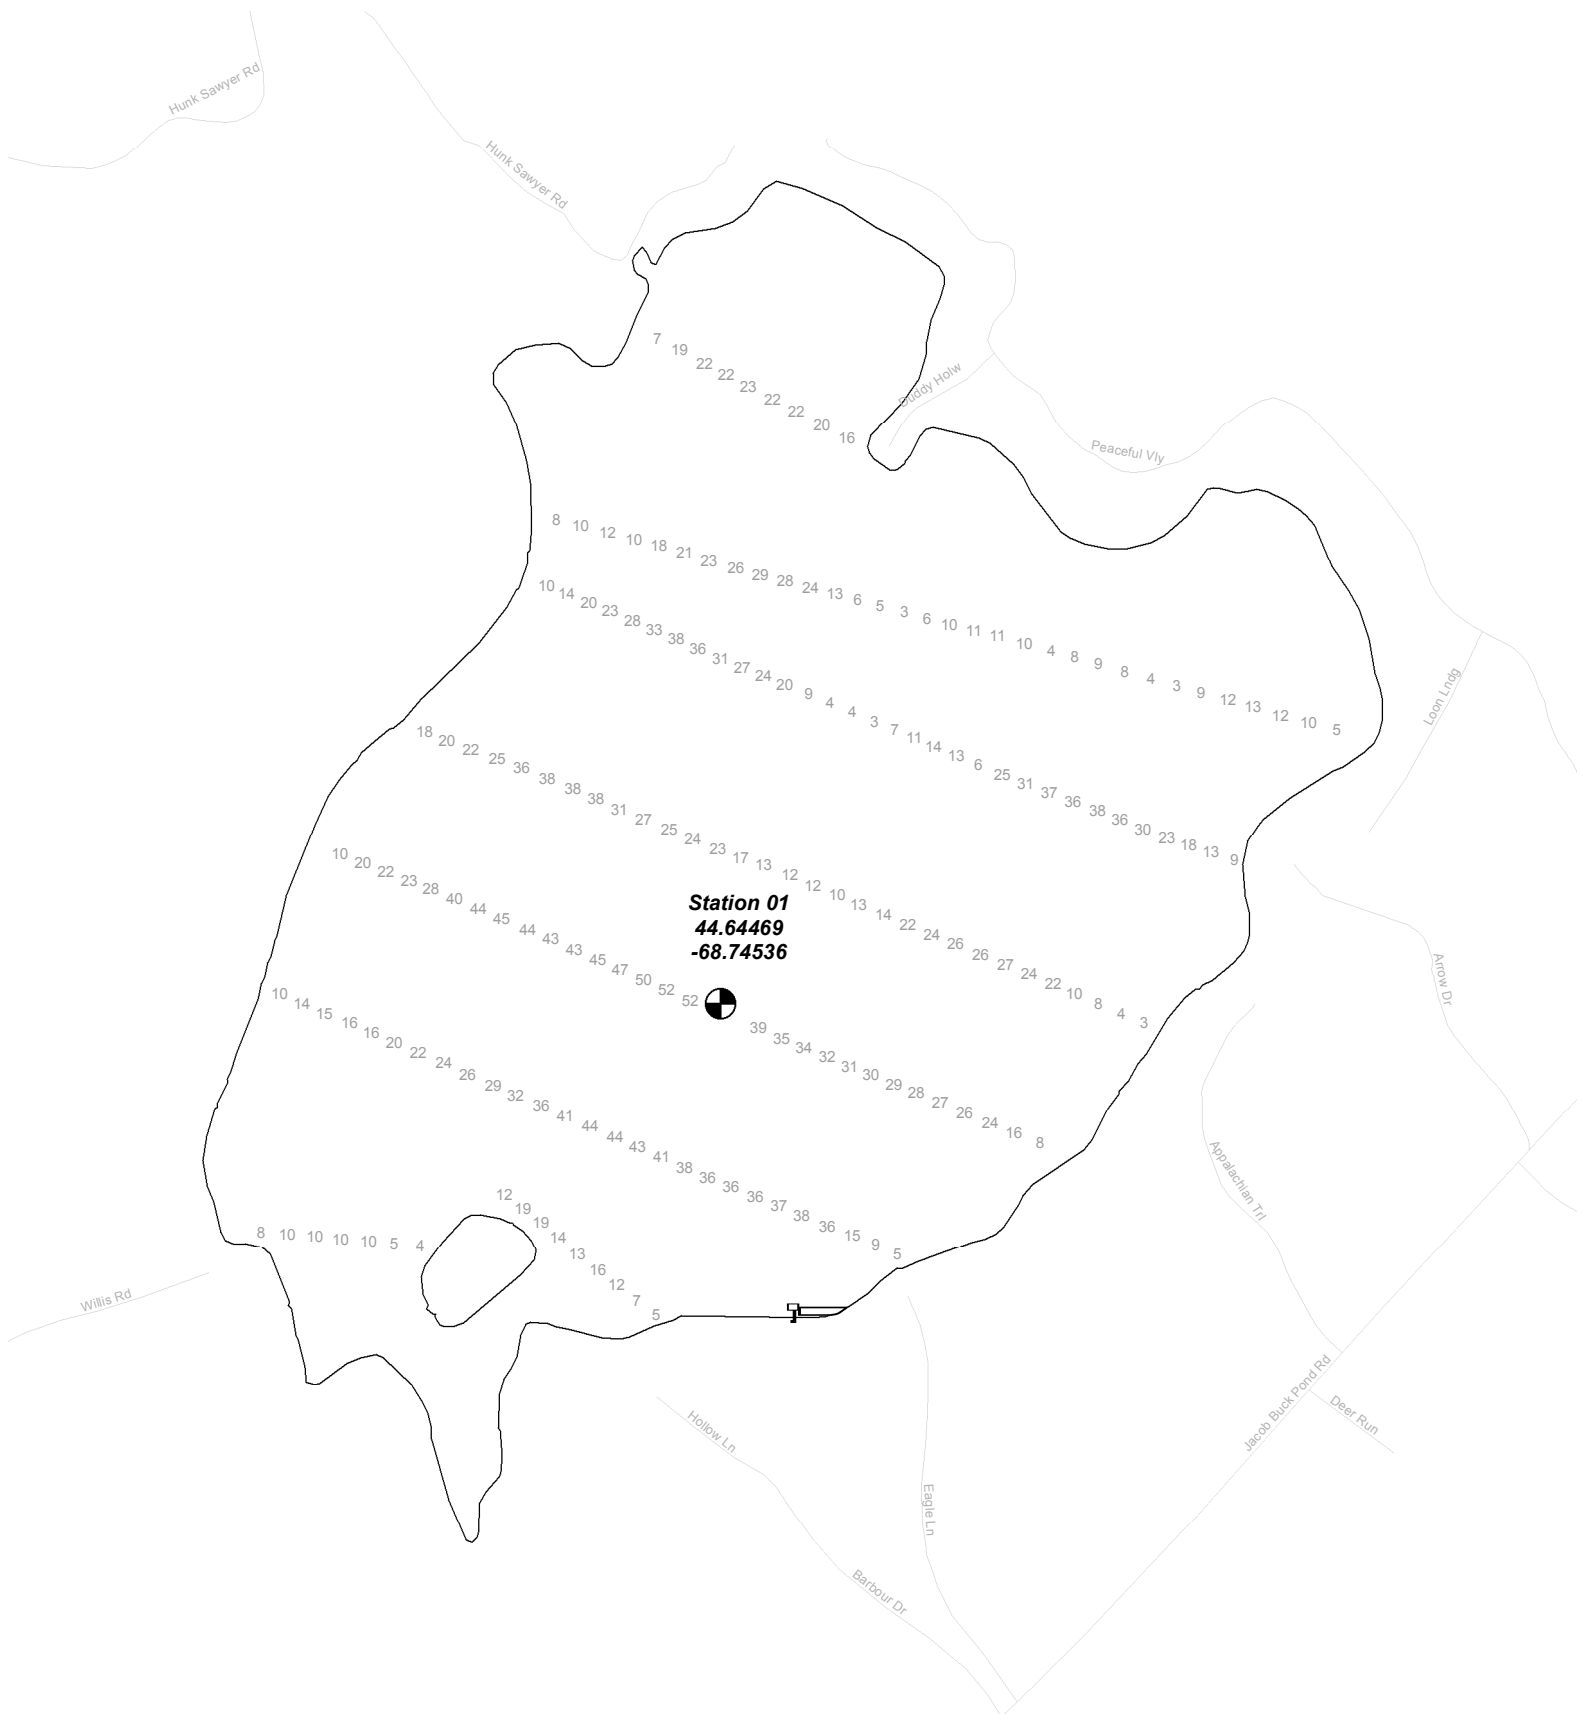 Hunk Sawyer Rd
Hunk Sawyer Rd
7 19 22 22 23 22 22 20 16
Duddy Holw
Peaceful Vly
8 10 12 10 18 21 23 26 29 28 24 13 6 5 3 6 10 11 11 10 4 8 9 8 4 3 9 12 13 12 10 5
10 14 20 23 28 33 38 36 31 27 24 20 9 4 4 3 7 11 14 13 6 25 31 37 36 38 36 30 23 18 13 9
Loon Lndg
18 20 22 25 36 38 38 38 31 27 25 24 23 17 13 12 12 10 13 14 22 24 26 26 27 24 22 10 8 4 3
Station 01
44.64469
-68.74536
10 20 22 23 28 40 44 45 44 43 43 45 47 50 52 52 39 35 34 32 31 30 29 28 27 26 24 16 8
Arrow Dr
10 14 15 16 16 20 22 24 26 29 32 36 41 44 44 43 41 38 36 36 36 37 38 36 15 9 5
Appalachian Trl
12 19 19 14 13 16 12 7 5
8 10 10 10 10 5 4
Willis Rd
Jacob Buck Pond Rd
Deer Run
Hollow Ln
Eagle Ln
Barbour Dr